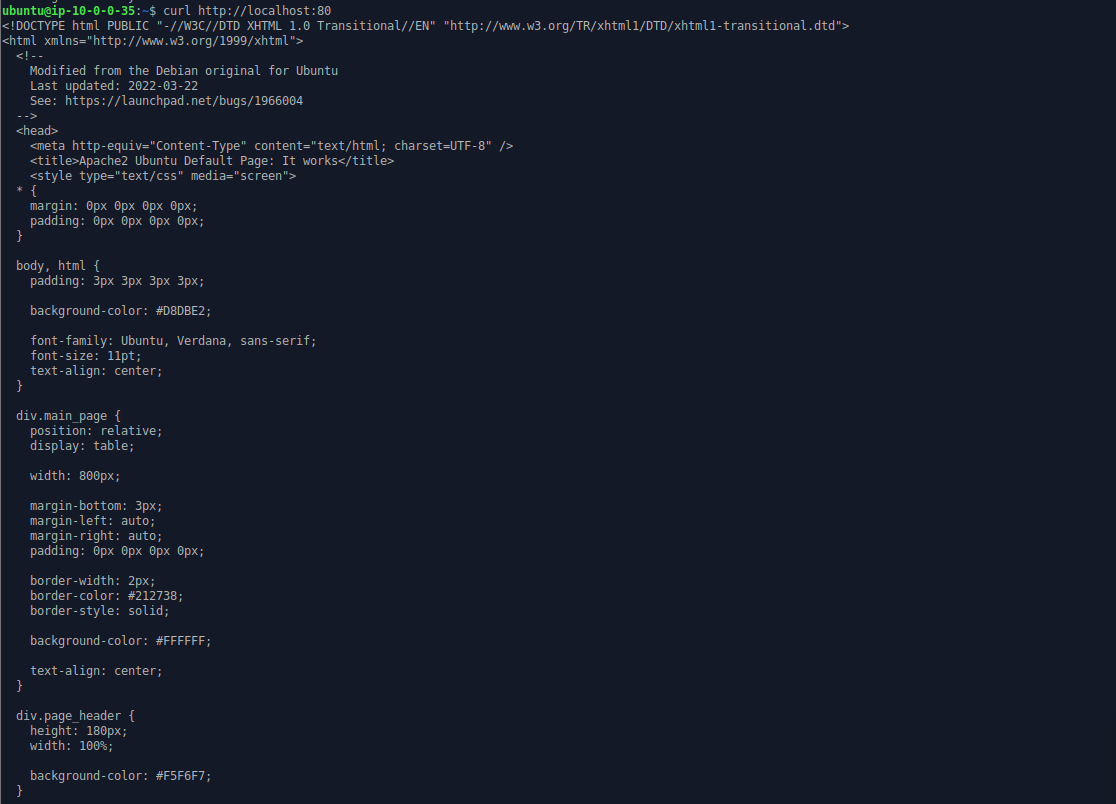 ubuntu@ip-10-0-0-35:~$ curl http://localhost:80
<!DOCTYPE html PUBLIC "-//W3C//DTD XHTML 1.0 Transitional//EN" "http://www.w3.org/TR/xhtml1/DTD/xhtml1-transitional.dtd">
<html xmlns="http://www.w3.org/1999/xhtml">
  <!--
    Modified from the Debian original for Ubuntu
    Last updated: 2022-03-22
    See: https://launchpad.net/bugs/1966004
  -->
  <head>
    <meta http-equiv="Content-Type" content="text/html; charset=UTF-8" />
    <title>Apache2 Ubuntu Default Page: It works</title>
    <style type="text/css" media="screen">
  * {
    margin: 0px 0px 0px 0px;
    padding: 0px 0px 0px 0px;
  }

  body, html {
    padding: 3px 3px 3px 3px;

    background-color: #D8DBE2;

    font-family: Ubuntu, Verdana, sans-serif;
    font-size: 11pt;
    text-align: center;
  }

  div.main_page {
    position: relative;
    display: table;

    width: 800px;

    margin-bottom: 3px;
    margin-left: auto;
    margin-right: auto;
    padding: 0px 0px 0px 0px;

    border-width: 2px;
    border-color: #212738;
    border-style: solid;

    background-color: #FFFFFF;

    text-align: center;
  }

  div.page_header {
    height: 180px;
    width: 100%;

    background-color: #F5F6F7;
  }